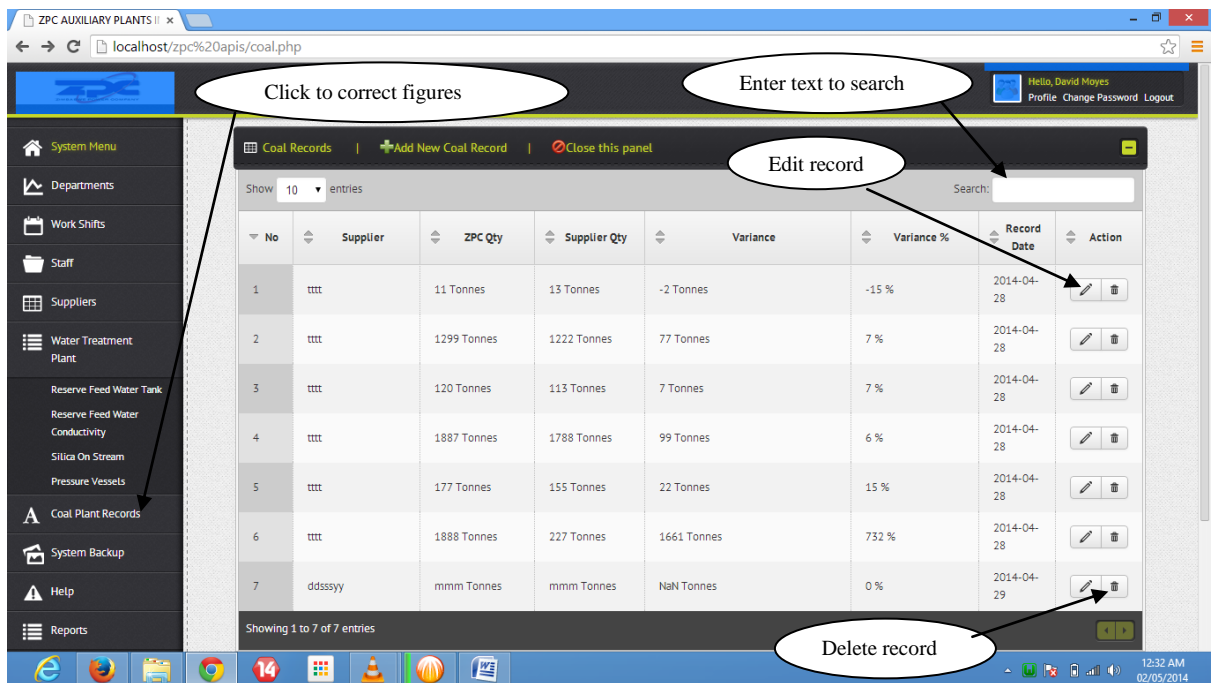 ZPC AUXILIARY PLANTS II
localhost/zpc%20apis/coal.php
ZPC
Click to correct figures
Enter text to search
Hello, David Moyes
Profile Change Password Logout
System Menu
Departments
Work Shifts
Staff
Suppliers
Water Treatment
Plant
Reserve Feed Water Tank
Reserve Feed Water
Conductivity
Silica On Stream
Pressure Vessels
Coal Plant Records
System Backup
Help
Reports
Coal Records | Add New Coal Record | Close this panel
Edit record
Show 10 entries
Search:
No Supplier ZPC Qty Supplier Qty Variance Variance % Record Date Action
1 tttt 11 Tonnes 13 Tonnes -2 Tonnes -15 % 2014-04-28
2 tttt 1299 Tonnes 1222 Tonnes 77 Tonnes 7 % 2014-04-28
3 tttt 120 Tonnes 113 Tonnes 7 Tonnes 7 % 2014-04-28
4 tttt 1887 Tonnes 1788 Tonnes 99 Tonnes 6 % 2014-04-28
5 tttt 177 Tonnes 155 Tonnes 22 Tonnes 15 % 2014-04-28
6 tttt 1888 Tonnes 227 Tonnes 1661 Tonnes 732 % 2014-04-28
7 ddsssyy mmm Tonnes mmm Tonnes NaN Tonnes 0 % 2014-04-29
Showing 1 to 7 of 7 entries
Delete record
14
12:32 AM
02/05/2014